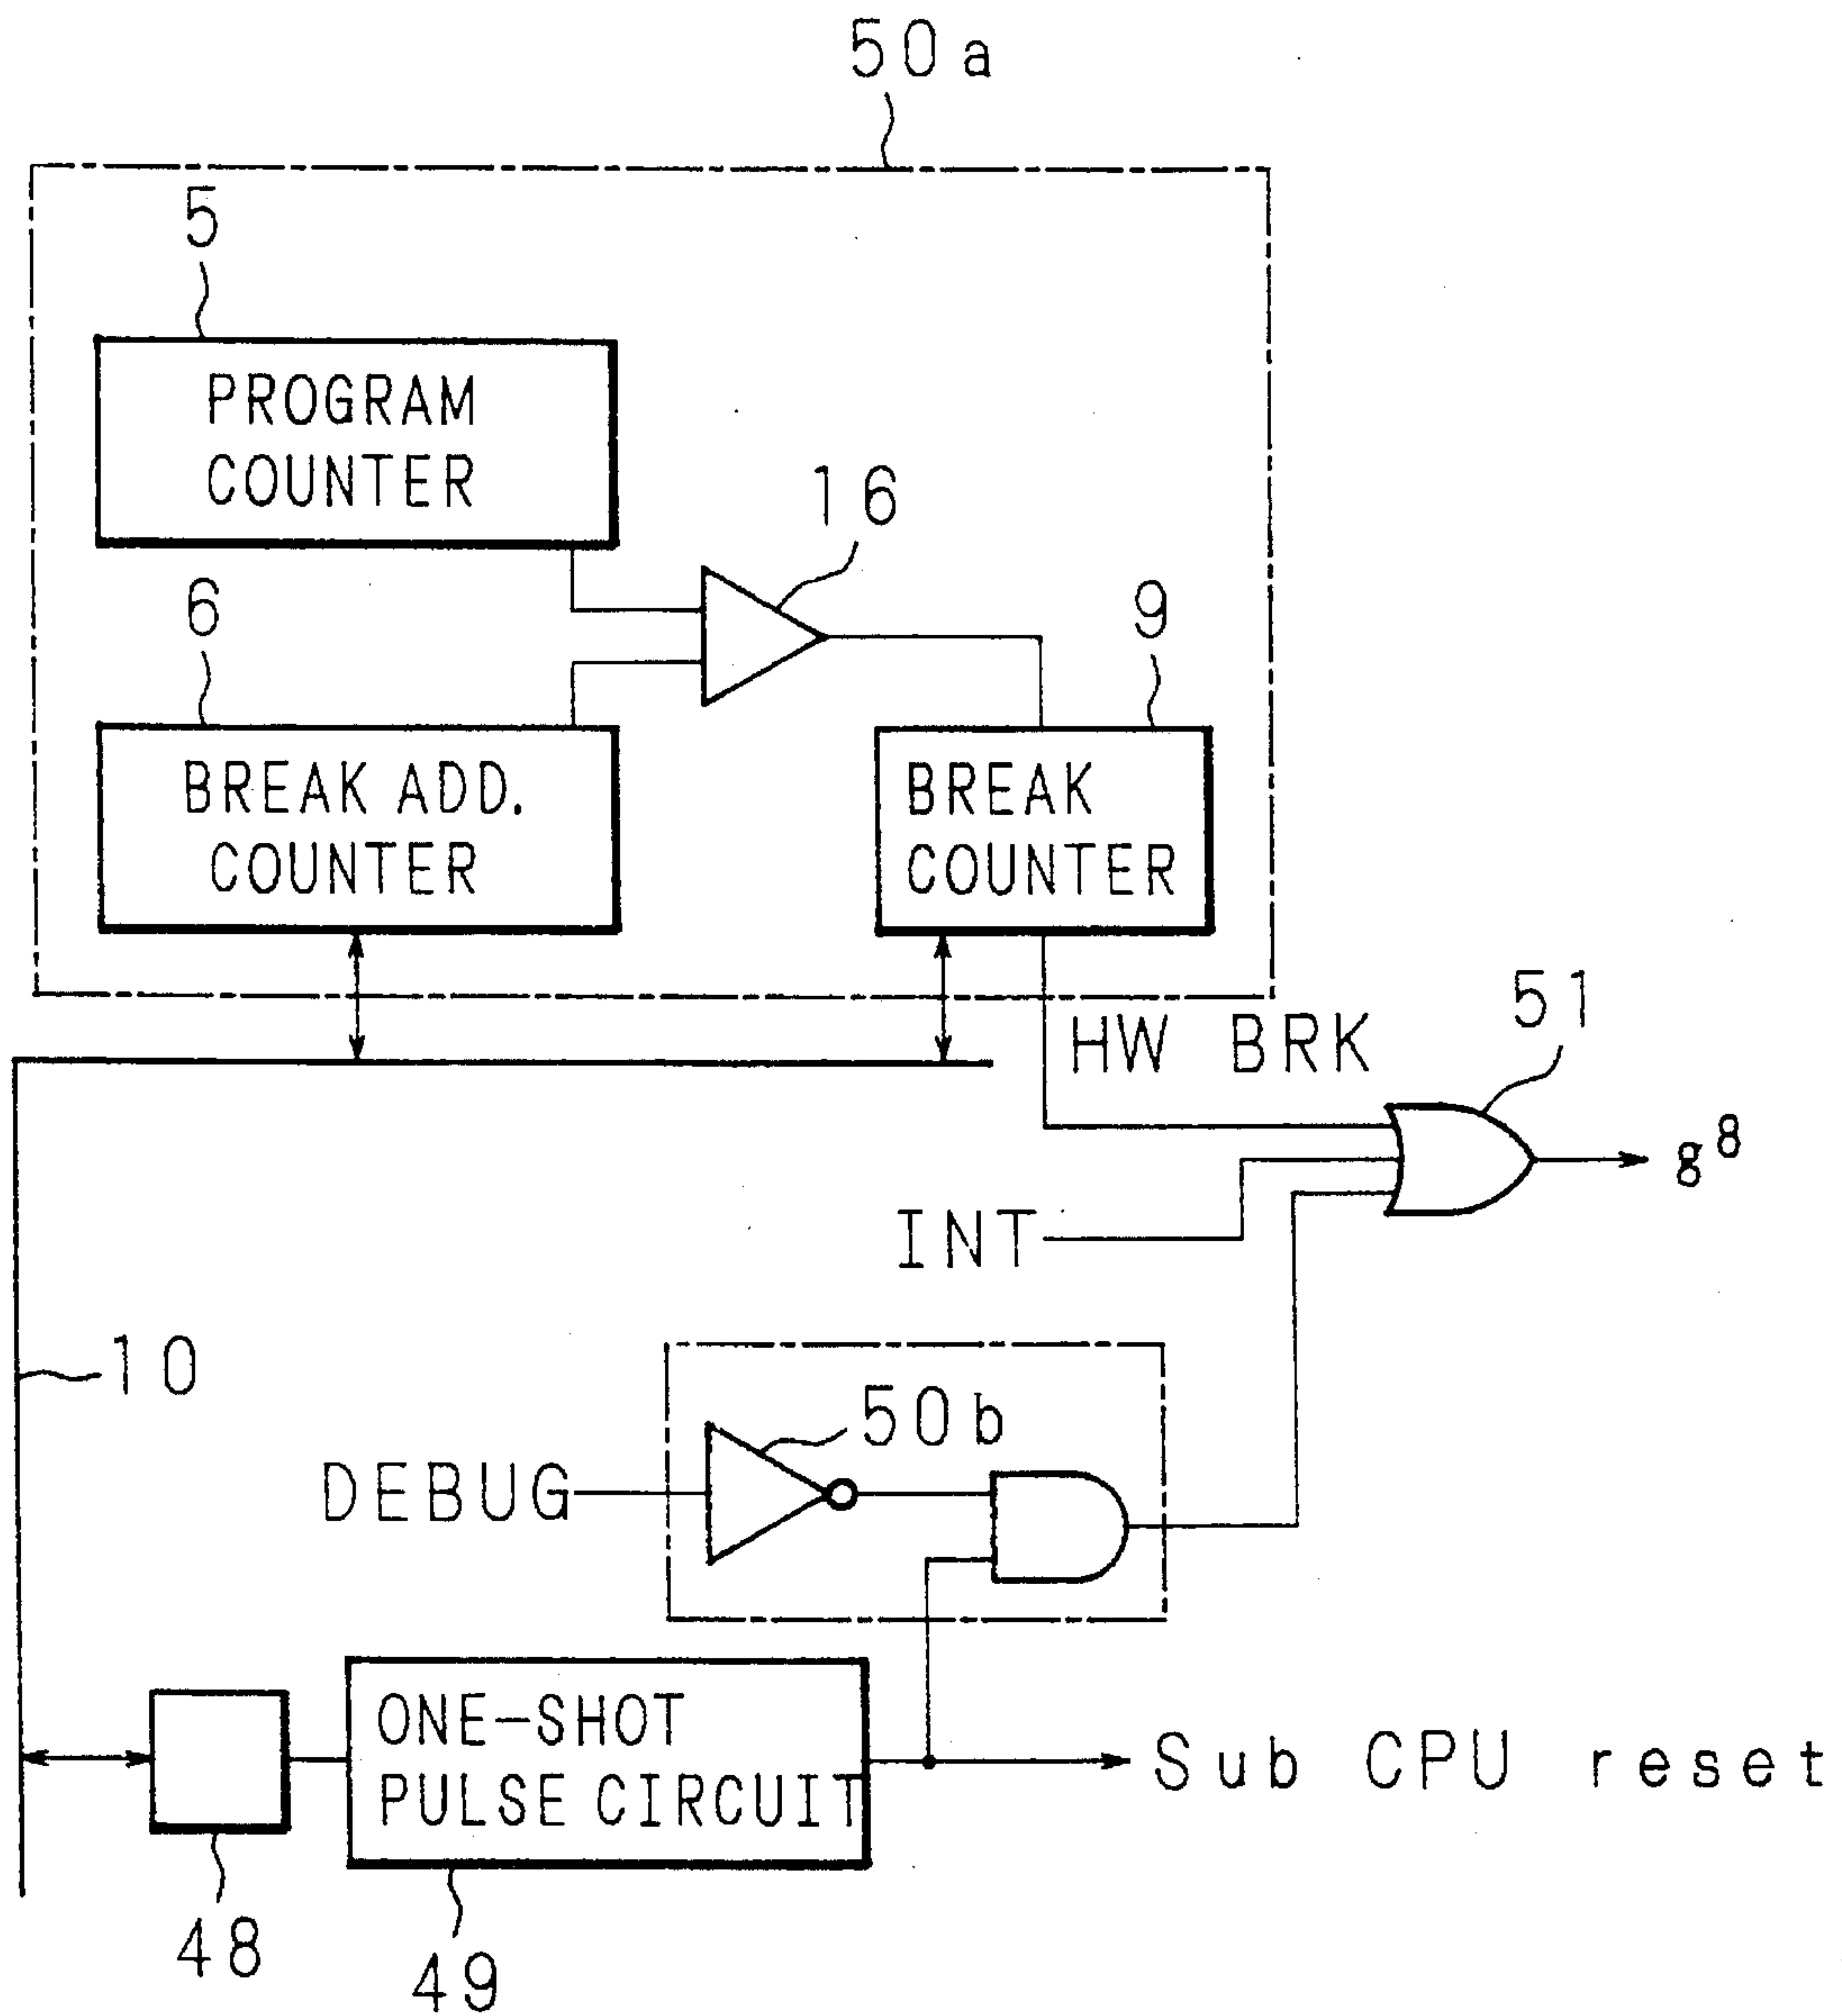 50a
5
PROGRAM
COUNTER
16
6
9
BREAK ADD.
COUNTER
BREAK
COUNTER
HW BRK
51
g8
INT
10
50b
DEBUG
ONE-SHOT
PULSE CIRCUIT
Sub CPU reset
48
49